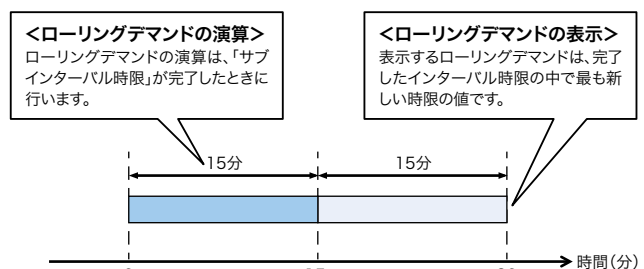 <ローリングデマンドの演算>
ローリングデマンドの演算は、「サブ
インターバル時限」が完了したときに
行います。
<ローリングデマンドの表示>
表示するローリングデマンドは、完了
したインターバル時限の中で最も新
しい時限の値です。
15分
15分
時間(分)